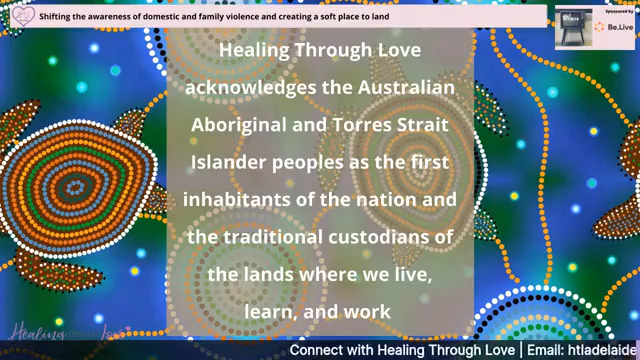 Shifting the awareness of domestic and family violence and creating a soft place to land
Sponsored by
Be.Live
Healing Through Love
acknowledges the Australian
Aboriginal and Torres Strait
Islander peoples as the first
inhabitants of the nation and
the traditional custodians of
the lands where we live,
learn, and work
Healing
Love
Connect with Healing Through Love | Email: htladelaide